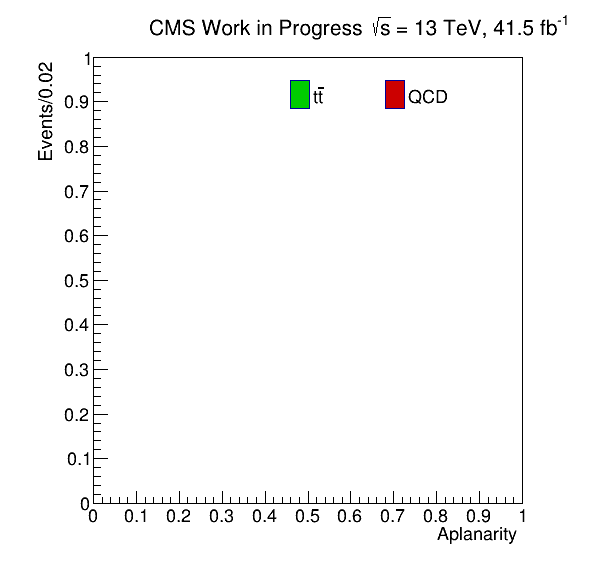 CMS Work in Progress √s = 13 TeV, 41.5 fb⁻¹
Events/0.02
tt̄
QCD
1
0.9
0.8
0.7
0.6
0.5
0.4
0.3
0.2
0.1
0
0 0.1 0.2 0.3 0.4 0.5 0.6 0.7 0.8 0.9 1
Aplanarity